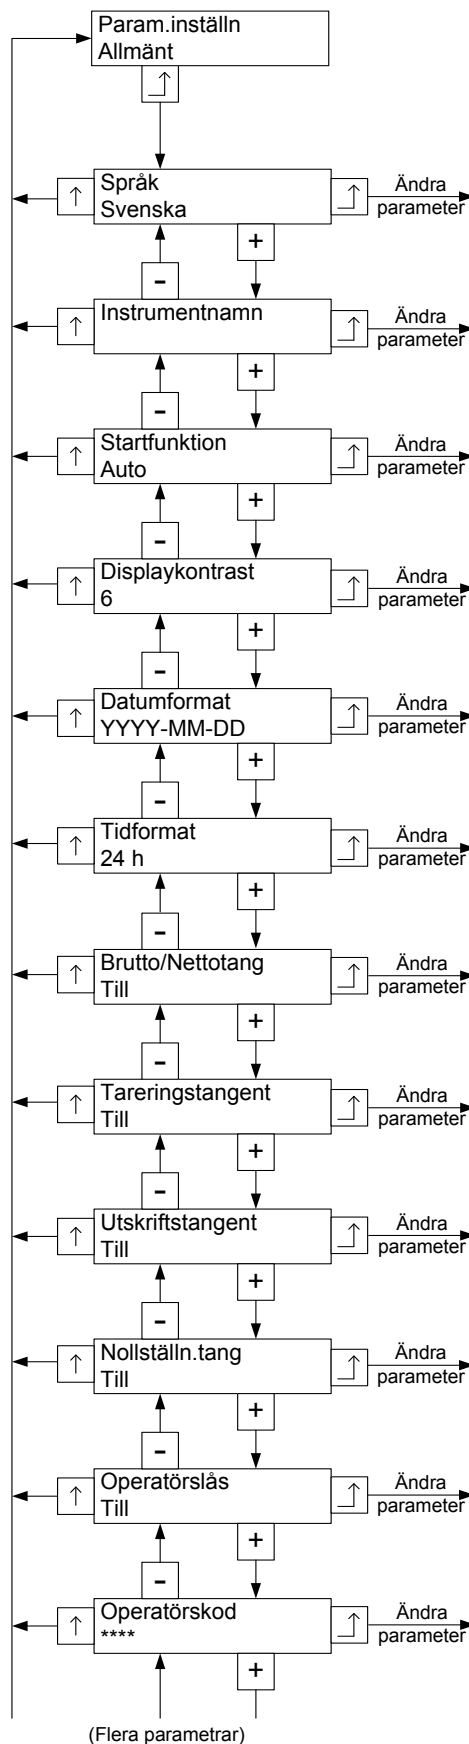 Param.inställn
Allmänt
Språk
Svenska
Ändra
parameter
+
-
Instrumentnamn
Ändra
parameter
+
-
Startfunktion
Auto
Ändra
parameter
+
-
Displaykontrast
6
Ändra
parameter
+
-
Datumformat
YYYY-MM-DD
Ändra
parameter
+
-
Tidformat
24 h
Ändra
parameter
+
-
Brutto/Nettotang
Till
Ändra
parameter
+
-
Tareringstangent
Till
Ändra
parameter
+
-
Utskriftstangent
Till
Ändra
parameter
+
-
Nollställn.tang
Till
Ändra
parameter
+
-
Operatörslås
Till
Ändra
parameter
+
-
Operatörskod
****
Ändra
parameter
+
(Flera parametrar)